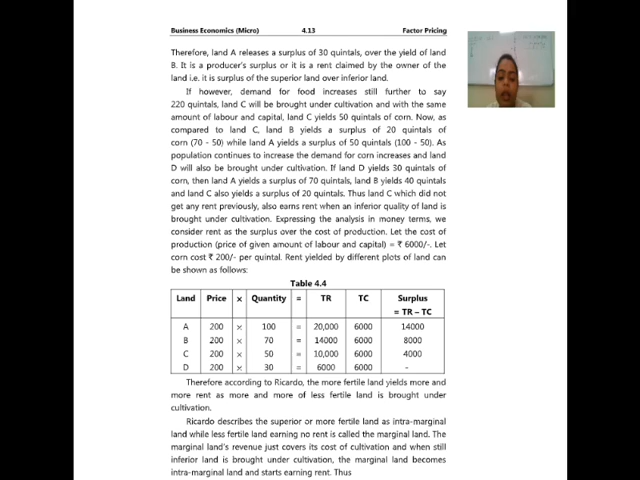 Business Economics (Micro) 4.13 Factor Pricing
Therefore, land A releases a surplus of 30 quintals, over the yield of land
B. It is a producer's surplus or it is a rent claimed by the owner of the
land i.e. it is surplus of the superior land over inferior land.
If however, demand for food increases still further to say
220 quintals, land C will be brought under cultivation and with the same
amount of labour and capital, land C yields 50 quintals of corn. Now, as
compared to land C, land B yields a surplus of 20 quintals of
corn (70 - 50) while land A yields a surplus of 50 quintals (100 - 50). As
population continues to increase the demand for corn increases and land
D will also be brought under cultivation. If land D yields 30 quintals of
corn, then land A yields a surplus of 70 quintals, land B yields 40 quintals
and land C also yields a surplus of 20 quintals. Thus land C which did not
get any rent previously, also earns rent when an inferior quality of land is
brought under cultivation. Expressing the analysis in money terms, we
consider rent as the surplus over the cost of production. Let the cost of
production (price of given amount of labour and capital) = ₹ 6000/-. Let
corn cost ₹ 200/- per quintal. Rent yielded by different plots of land can
be shown as follows:
Table 4.4
Land Price × Quantity = TR TC Surplus
= TR – TC
A 200 × 100 = 20,000 6000 14000
B 200 × 70 = 14000 6000 8000
C 200 × 50 = 10,000 6000 4000
D 200 × 30 = 6000 6000 -
Therefore according to Ricardo, the more fertile land yields more and
more rent as more and more of less fertile land is brought under
cultivation.
Ricardo describes the superior or more fertile land as intra-marginal
land while less fertile land earning no rent is called the marginal land. The
marginal land's revenue just covers its cost of cultivation and when still
inferior land is brought under cultivation, the marginal land becomes
intra-marginal land and starts earning rent. Thus